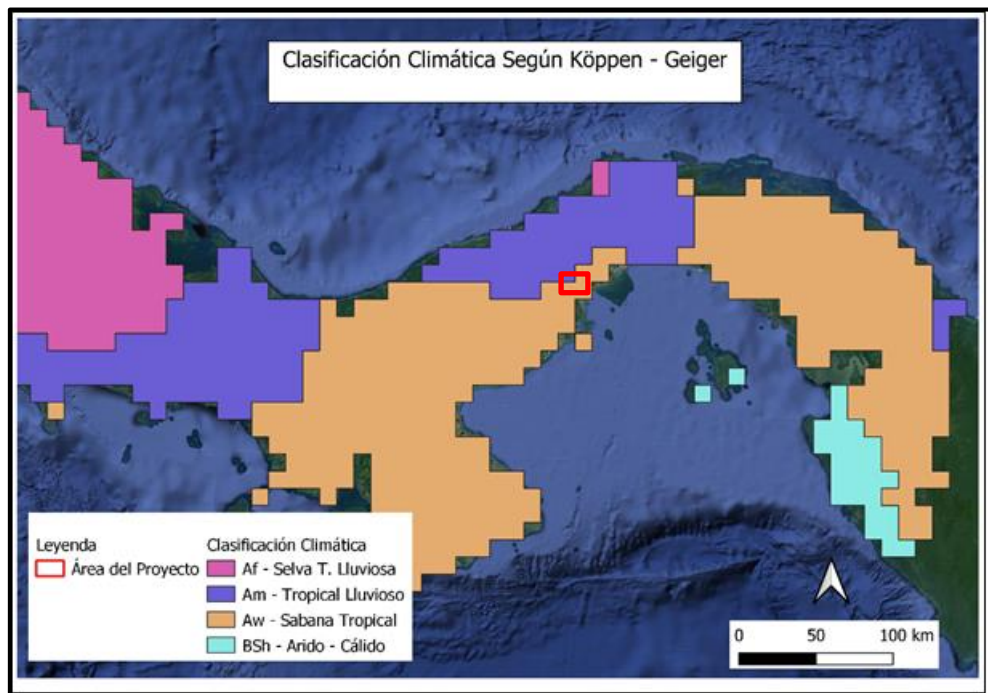 Clasificación Climática Según Köppen - Geiger
Leyenda
Área del Proyecto
Clasificación Climática
Af - Selva T. Lluviosa
Am - Tropical Lluvioso
Aw - Sabana Tropical
BSh - Arido - Cálido
0 50 100 km